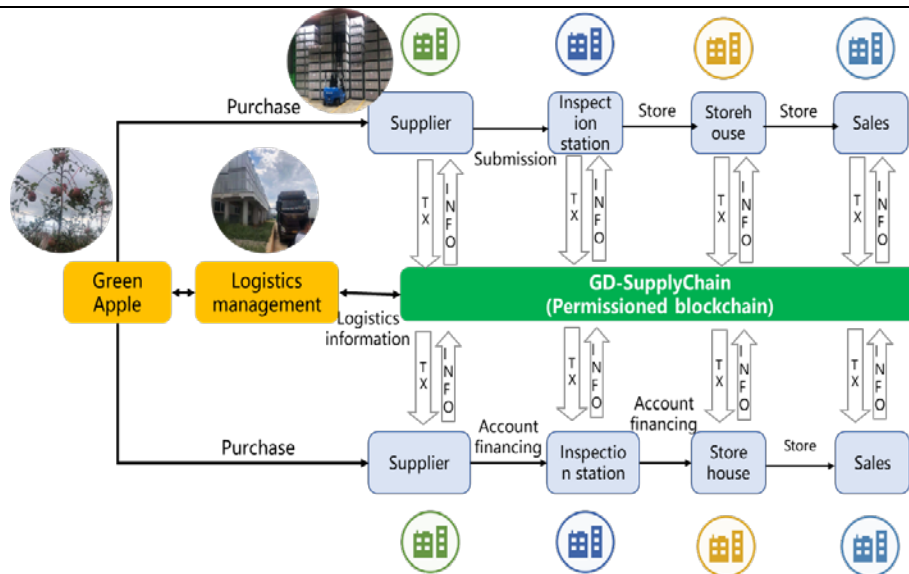 Purchase
Supplier
Submission
Inspect
ion
station
Store
Storeh
ouse
Store
Sales
TX
INFO
TX
INFO
TX
INFO
TX
INFO
Green
Apple
Logistics
management
Logistics
information
GD-SupplyChain
(Permissioned blockchain)
TX
INFO
TX
INFO
TX
INFO
TX
INFO
Purchase
Supplier
Account
financing
Inspectio
n station
Account
financing
Store
house
Store
Sales